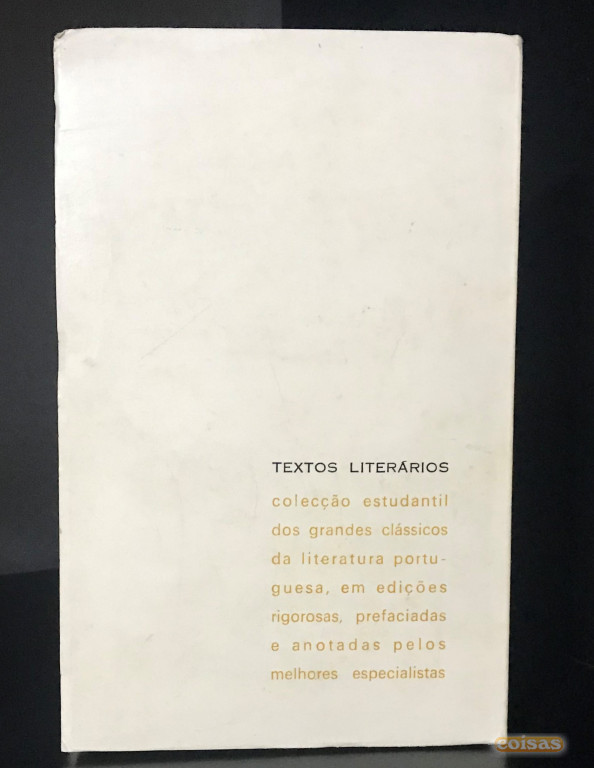 TEXTOS LITERÁRIOS
colecção estudantil
dos grandes clássicos
da literatura portu-
guesa, em edições
rigorosas, prefaciadas
e anotadas pelos
melhores especialistas
coisas